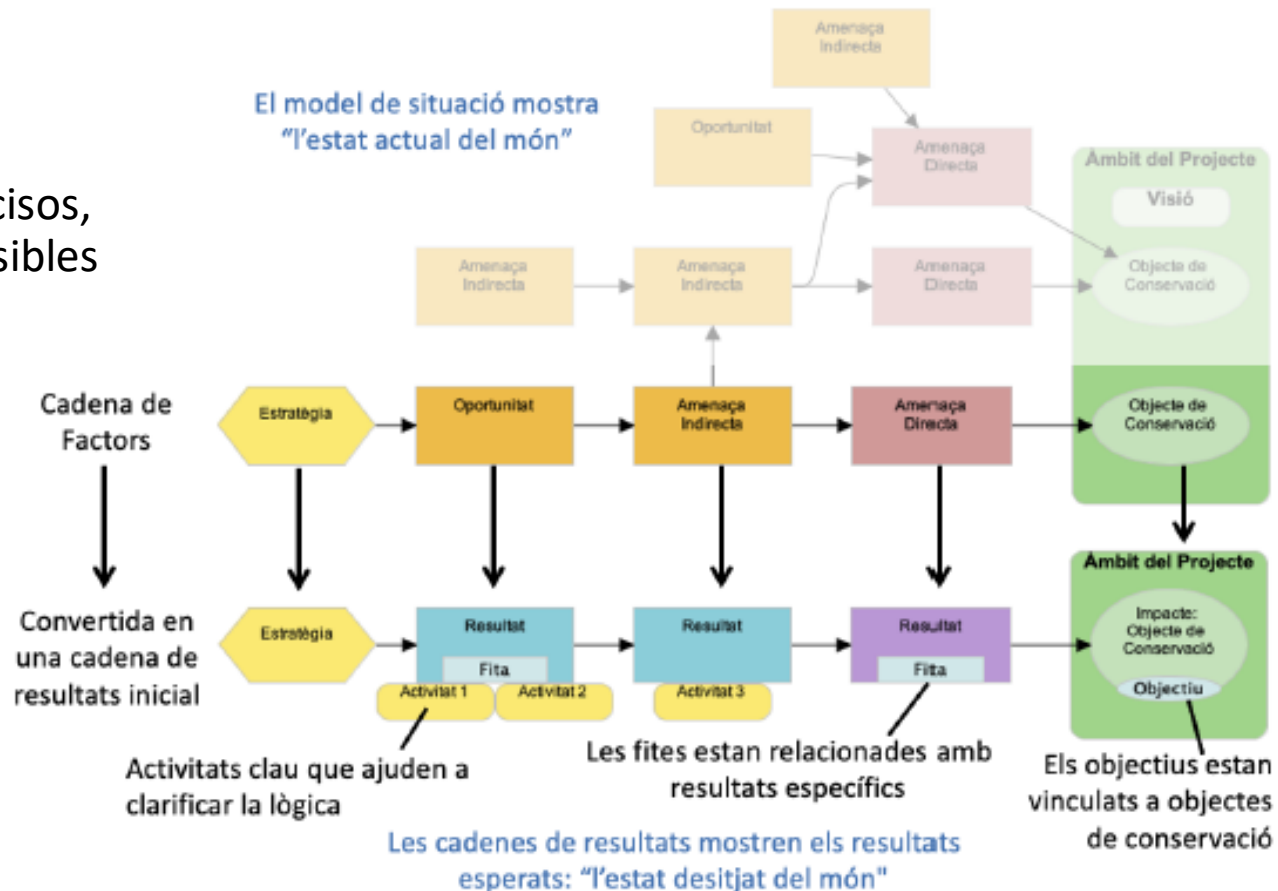 Amenaça
Indirecta
El model de situació mostra
“l’estat actual del món”
Oportunitat
Amenaça
Directa
Àmbit del Projecte
Visió
cisos,
sibles
Amenaça
Indirecta
Amenaça
Indirecta
Amenaça
Directa
Objecte de
Conservació
Cadena de
Factors
Estratègia
Oportunitat
Amenaça
Indirecta
Amenaça
Directa
Objecte de
Conservació
Àmbit del Projecte
Convertida en
una cadena de
resultats inicial
Estratègia
Resultat
Fita
Activitat 1
Activitat 2
Resultat
Activitat 3
Resultat
Fita
Impacte:
Objecte de
Conservació
Objectiu
Activitats clau que ajuden a
clarificar la lògica
Les fites estan relacionades amb
resultats específics
Els objectius estan
vinculats a objectes
de conservació
Les cadenes de resultats mostren els resultats
esperats: “l’estat desitjat del món"